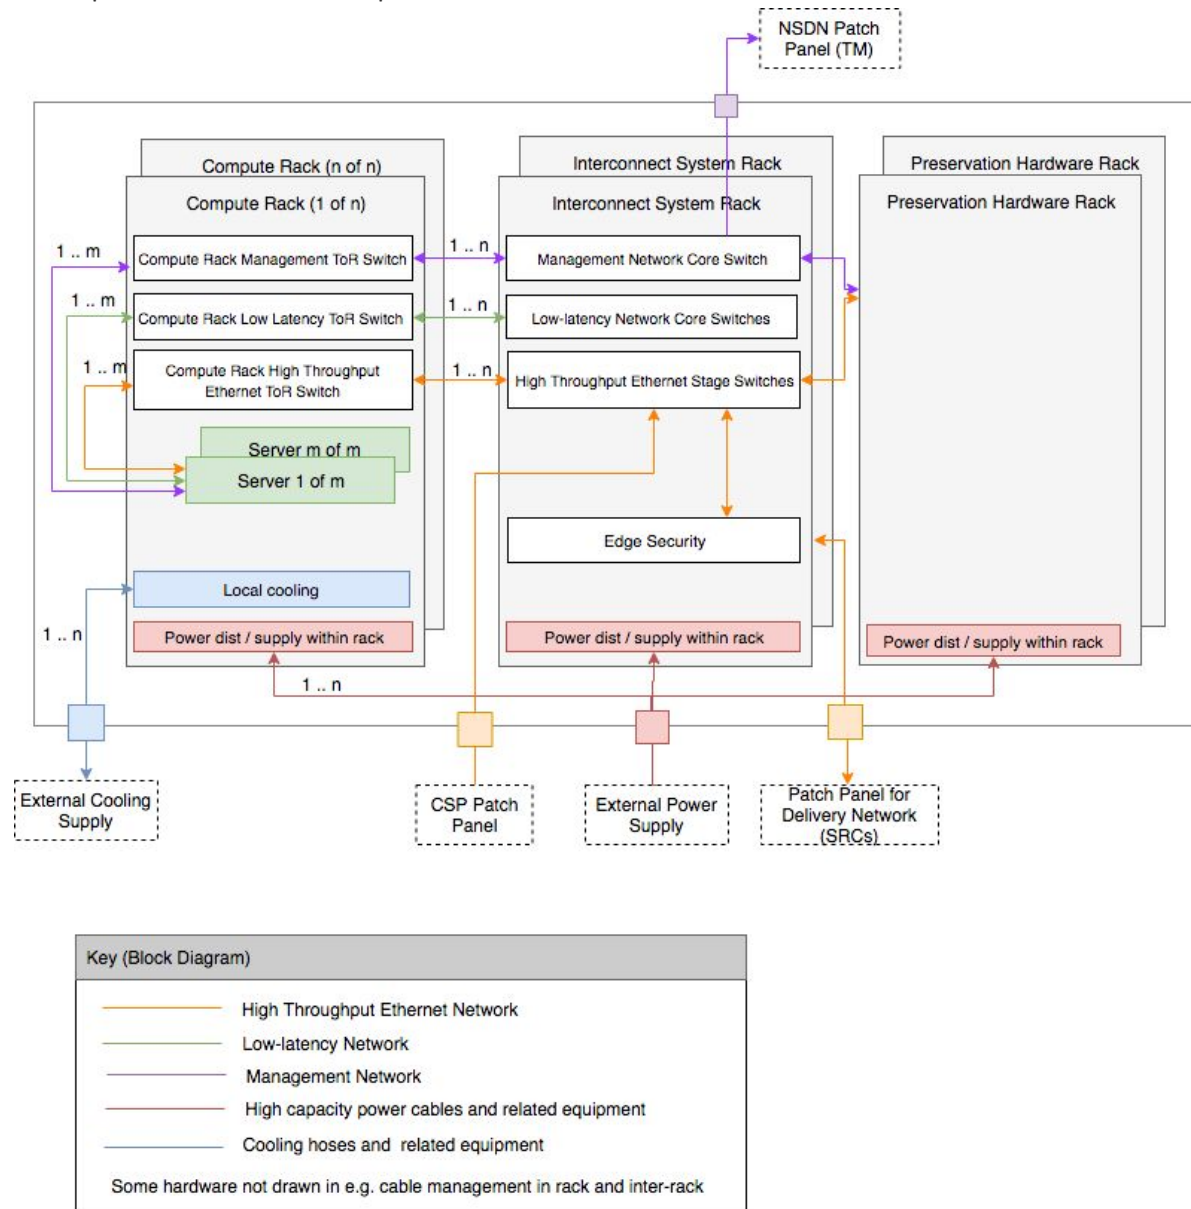 NSDN Patch
Panel (TM)
Compute Rack (n of n)
Interconnect System Rack
Preservation Hardware Rack
Compute Rack (1 of n)
Interconnect System Rack
Preservation Hardware Rack
1 .. m
Compute Rack Management ToR Switch
1 .. n
Management Network Core Switch
1 .. m
Compute Rack Low Latency ToR Switch
1 .. n
Low-latency Network Core Switches
1 .. m
Compute Rack High Throughput
Ethernet ToR Switch
1 .. n
High Throughput Ethernet Stage Switches
Server m of m
Server 1 of m
Edge Security
Local cooling
1 .. n
Power dist / supply within rack
Power dist / supply within rack
Power dist / supply within rack
1 .. n
External Cooling
Supply
CSP Patch
Panel
External Power
Supply
Patch Panel for
Delivery Network
(SRCs)
Key (Block Diagram)
High Throughput Ethernet Network
Low-latency Network
Management Network
High capacity power cables and related equipment
Cooling hoses and related equipment
Some hardware not drawn in e.g. cable management in rack and inter-rack